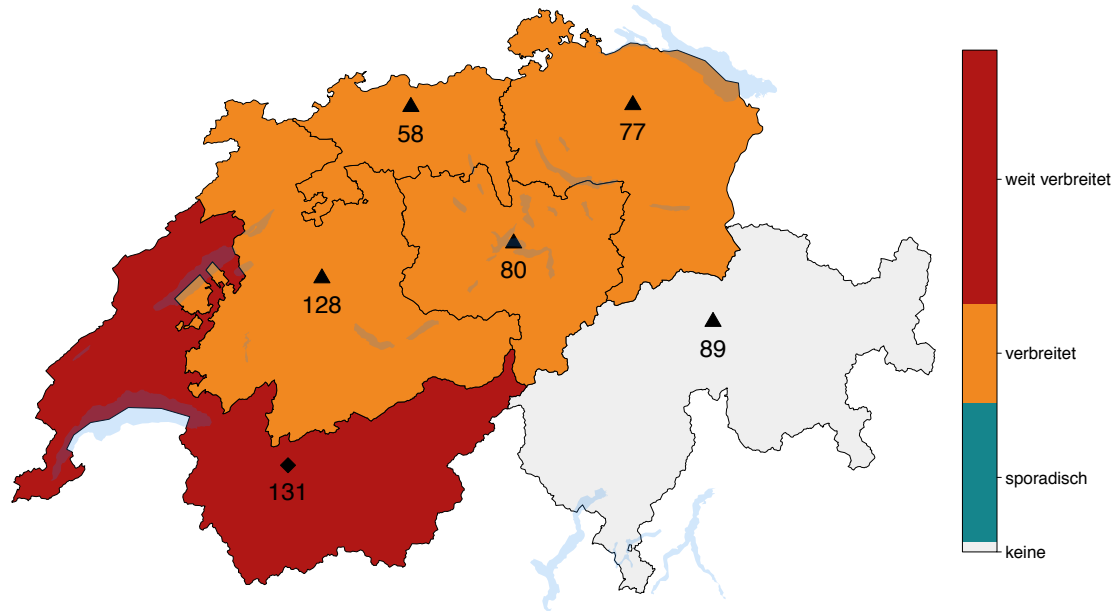 58
77
80
128
89
131
weit verbreitet
verbreitet
sporadisch
keine